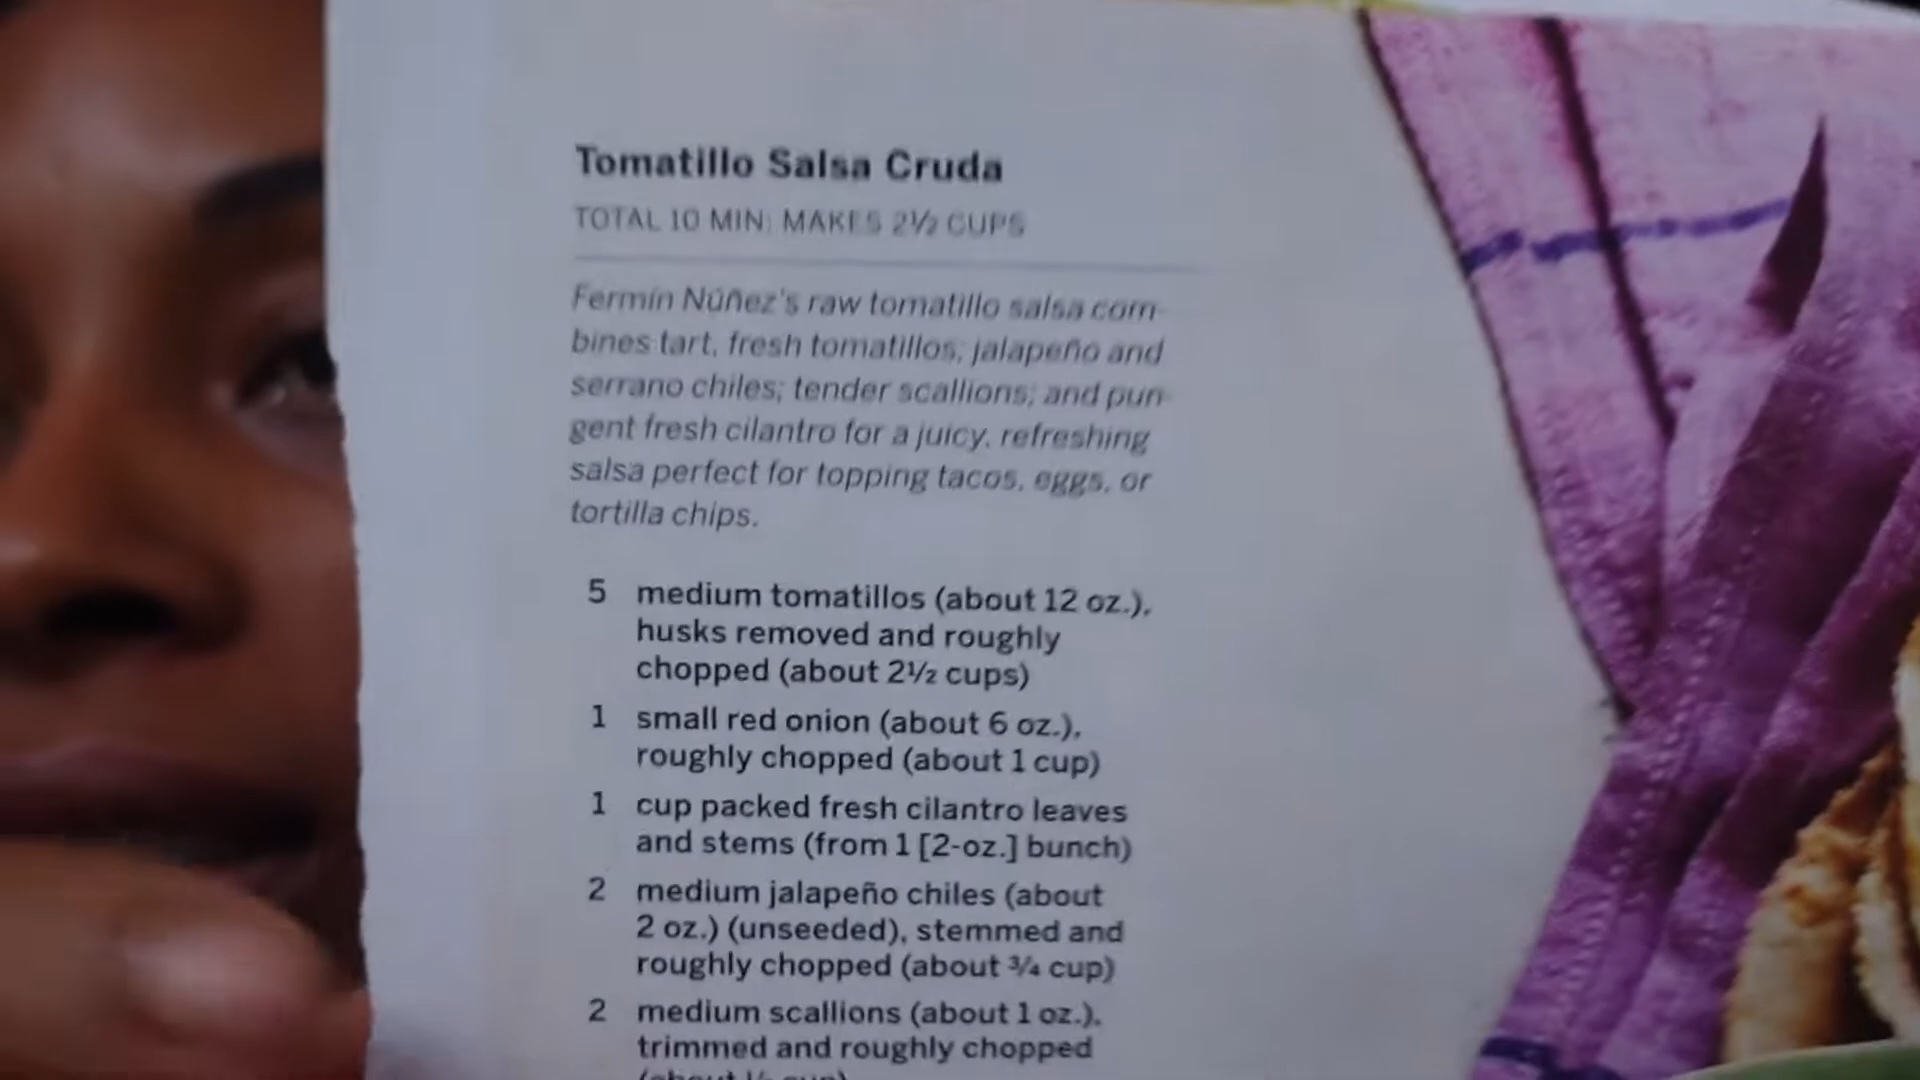 Tomatillo Salsa Cruda
TOTAL 10 MIN; MAKES 2½ CUPS
Fermín Núñez's raw tomatillo salsa com-
bines tart, fresh tomatillos; jalapeño and
serrano chiles; tender scallions; and pun-
gent fresh cilantro for a juicy, refreshing
salsa perfect for topping tacos, eggs, or
tortilla chips.
5 medium tomatillos (about 12 oz.),
husks removed and roughly
chopped (about 2½ cups)
1 small red onion (about 6 oz.),
roughly chopped (about 1 cup)
1 cup packed fresh cilantro leaves
and stems (from 1 [2-oz.] bunch)
2 medium jalapeño chiles (about
2 oz.) (unseeded), stemmed and
roughly chopped (about ¾ cup)
2 medium scallions (about 1 oz.),
trimmed and roughly chopped
(about cup)